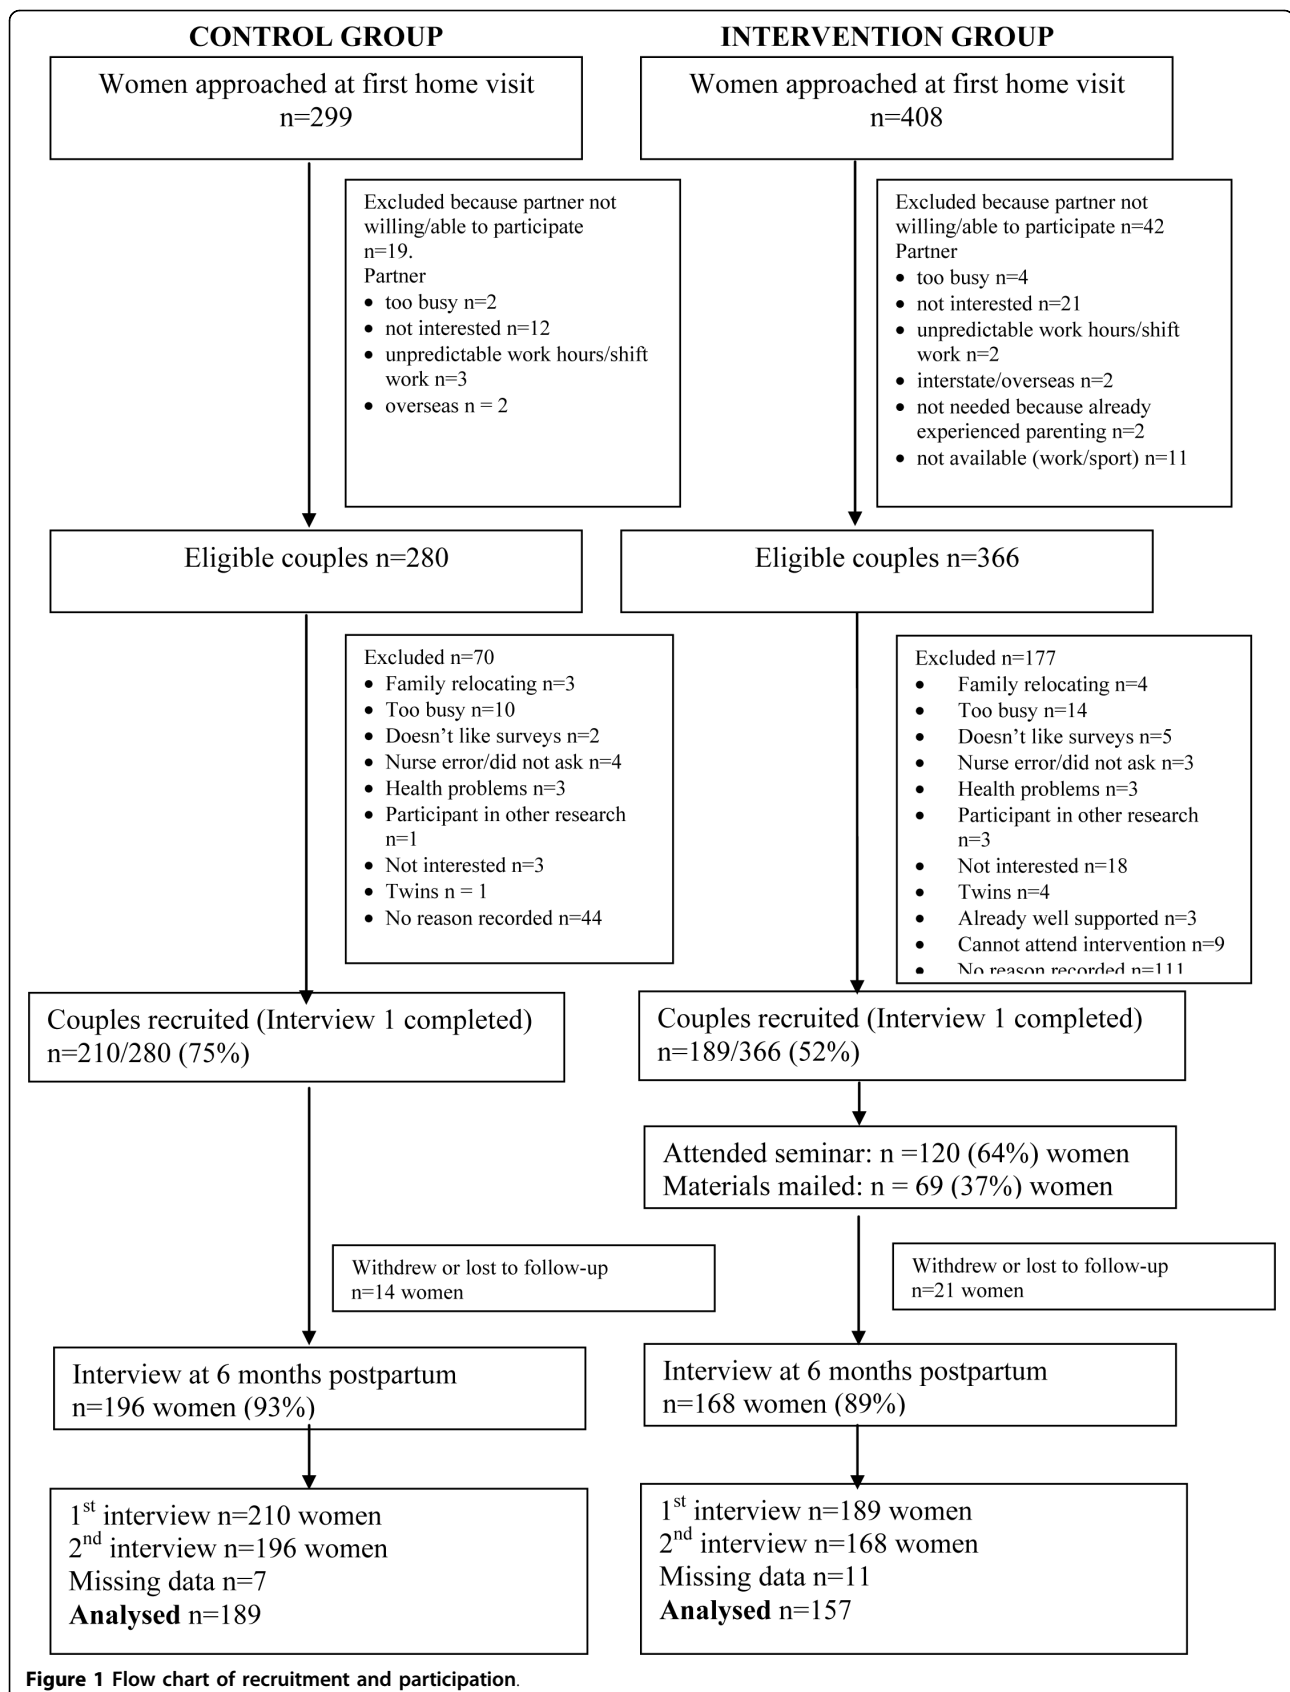 CONTROL GROUP
Women approached at first home visit
n=299
Excluded because partner not
willing/able to participate
n=19.
Partner
• too busy n=2
• not interested n=12
• unpredictable work hours/shift
work n=3
• overseas n = 2
Eligible couples n=280
Excluded n=70
• Family relocating n=3
• Too busy n=10
• Doesn't like surveys n=2
• Nurse error/did not ask n=4
• Health problems n=3
• Participant in other research
n=1
• Not interested n=3
• Twins n = 1
• No reason recorded n=44
Couples recruited (Interview 1 completed)
n=210/280 (75%)
Withdrew or lost to follow-up
n=14 women
Interview at 6 months postpartum
n=196 women (93%)
1st interview n=210 women
2nd interview n=196 women
Missing data n=7
Analysed n=189
INTERVENTION GROUP
Women approached at first home visit
n=408
Excluded because partner not
willing/able to participate n=42
Partner
• too busy n=4
• not interested n=21
• unpredictable work hours/shift
work n=2
• interstate/overseas n=2
• not needed because already
experienced parenting n=2
• not available (work/sport) n=11
Eligible couples n=366
Excluded n=177
• Family relocating n=4
• Too busy n=14
• Doesn't like surveys n=5
• Nurse error/did not ask n=3
• Health problems n=3
• Participant in other research
n=3
• Not interested n=18
• Twins n=4
• Already well supported n=3
• Cannot attend intervention n=9
• No reason recorded n=111
Couples recruited (Interview 1 completed)
n=189/366 (52%)
Attended seminar: n =120 (64%) women
Materials mailed: n = 69 (37%) women
Withdrew or lost to follow-up
n=21 women
Interview at 6 months postpartum
n=168 women (89%)
1st interview n=189 women
2nd interview n=168 women
Missing data n=11
Analysed n=157
Figure 1 Flow chart of recruitment and participation.